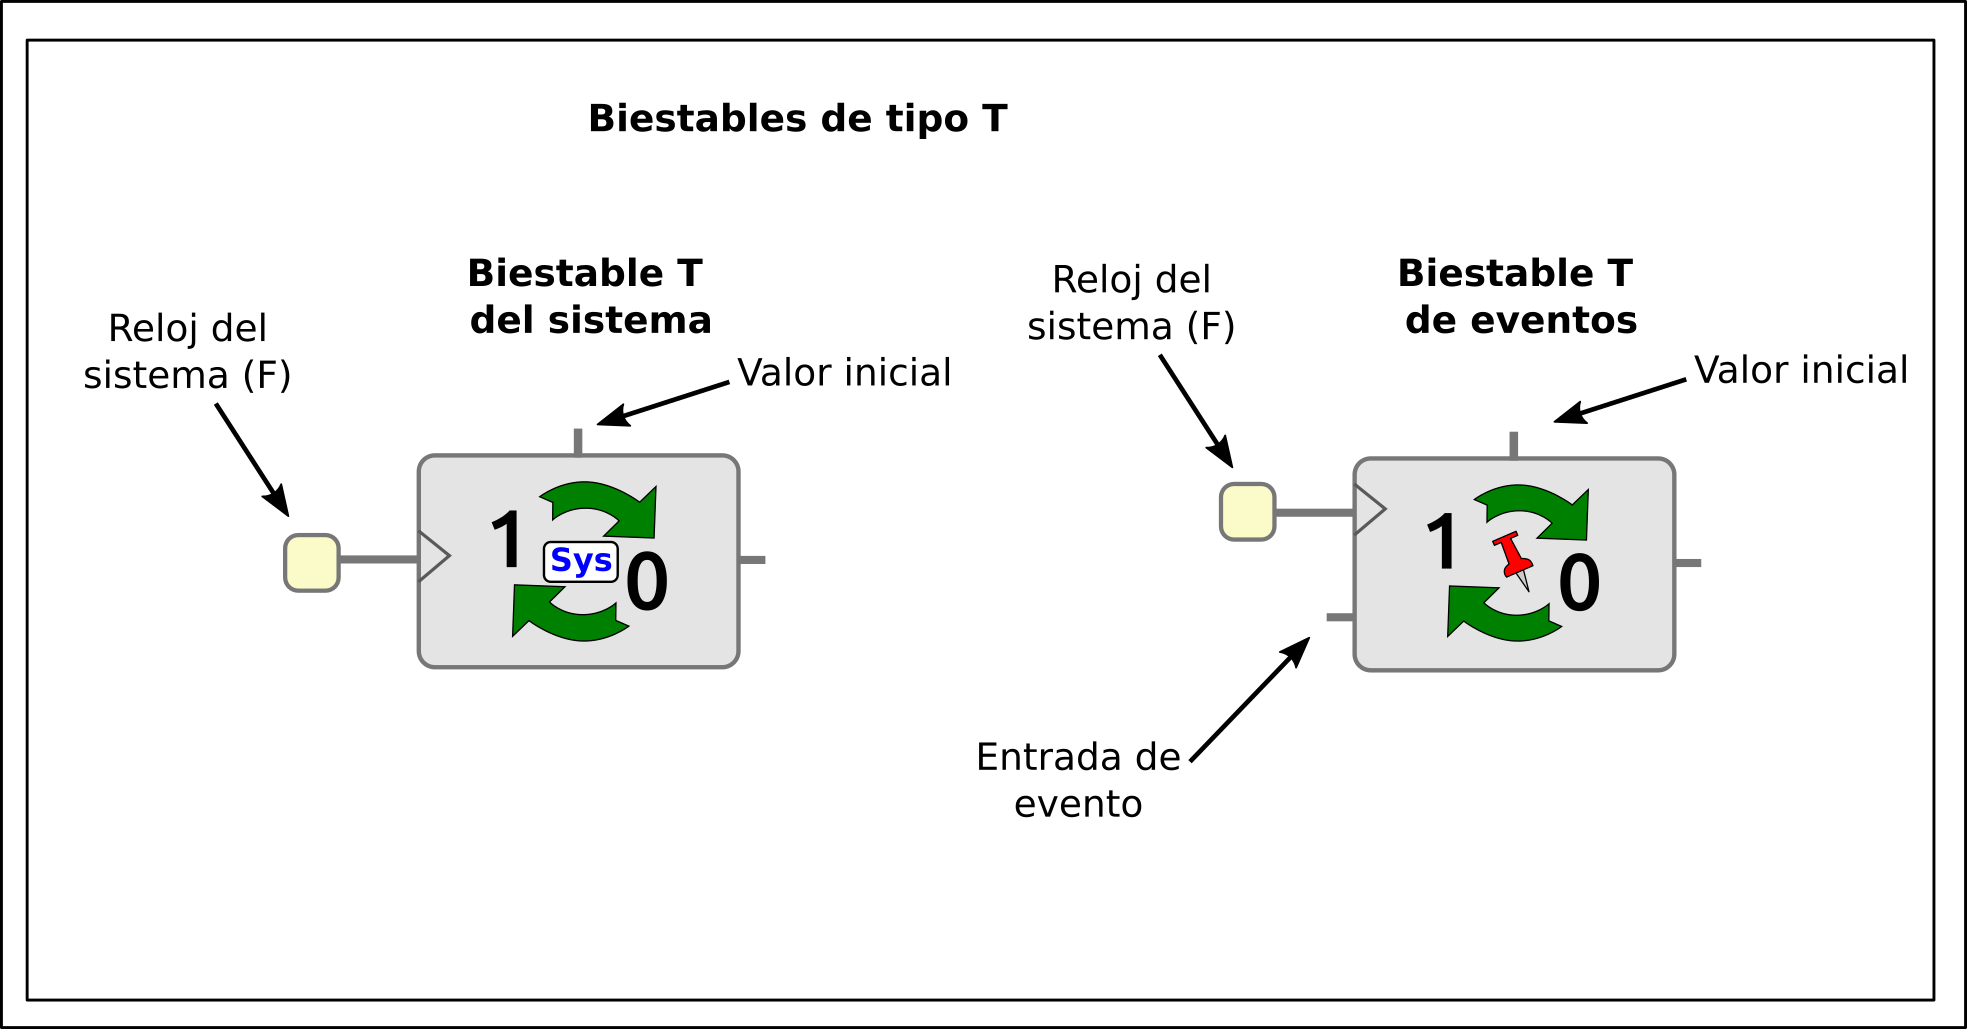 Biestables de tipo T
Biestable T
del sistema
Reloj del
sistema (F)
Valor inicial
1
Sys
0
Reloj del
sistema (F)
Biestable T
de eventos
Valor inicial
1
0
Entrada de
evento